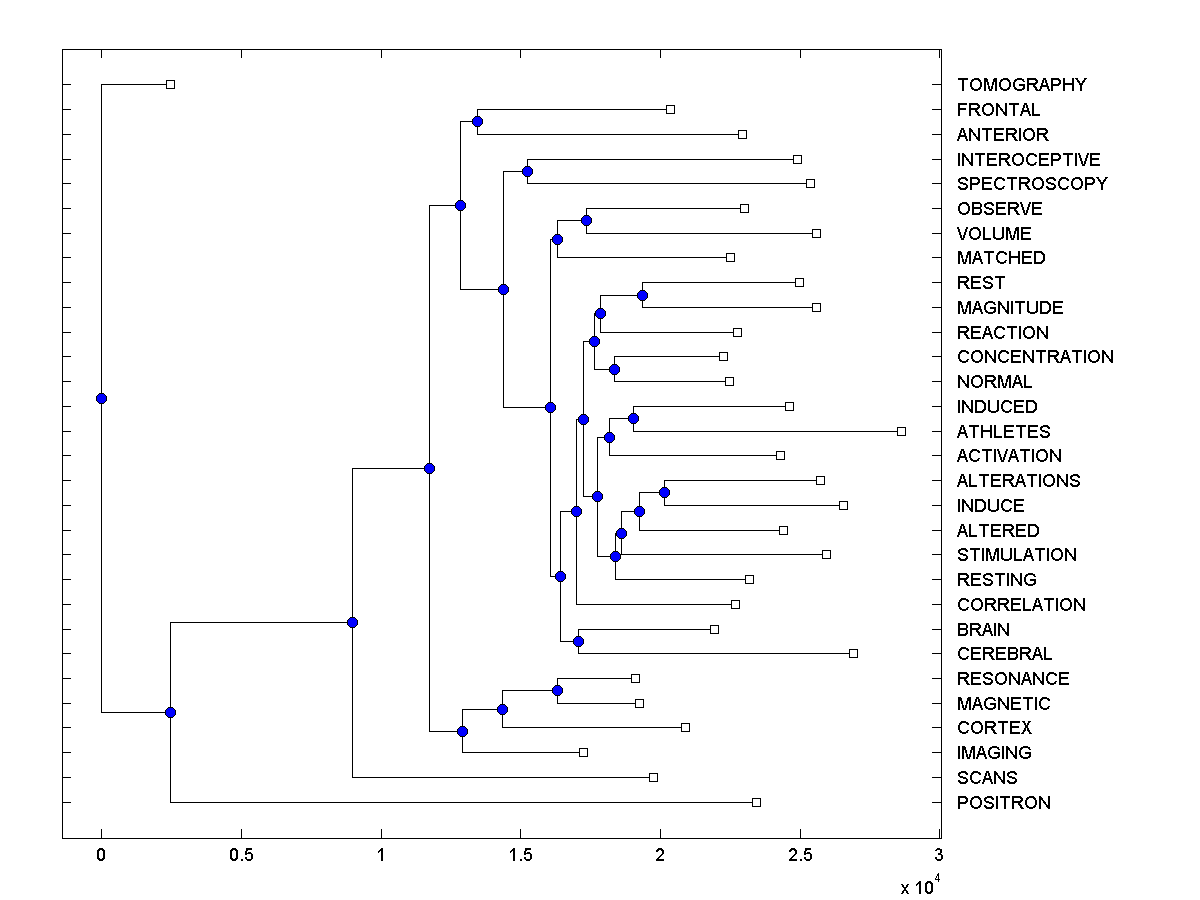 TOMOGRAPHY
FRONTAL
ANTERIOR
INTEROCEPTIVE
SPECTROSCOPY
OBSERVE
VOLUME
MATCHED
REST
MAGNITUDE
REACTION
CONCENTRATION
NORMAL
INDUCED
ATHLETES
ACTIVATION
ALTERATIONS
INDUCE
ALTERED
STIMULATION
RESTING
CORRELATION
BRAIN
CEREBRAL
RESONANCE
MAGNETIC
CORTEX
IMAGING
SCANS
POSITRON
0 0.5 1 1.5 2 2.5 3
x 10^4